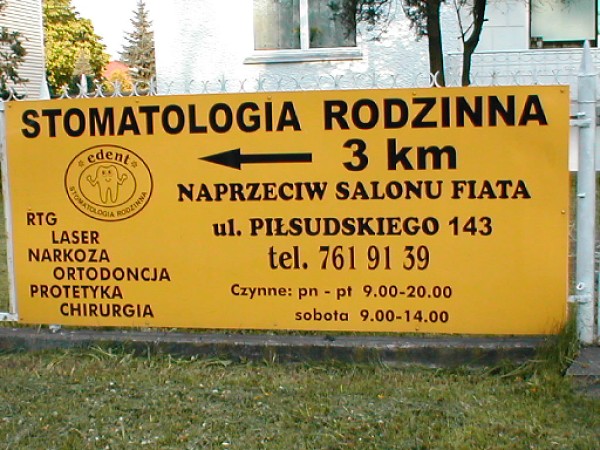 STOMATOLOGIA RODZINNA
3 km
edent
STOMATOLOGIA RODZINNA
NAPRZECIW SALONU FIATA
ul. PIŁSUDSKIEGO 143
tel. 761 91 39
RTG
LASER
NARKOZA
ORTODONCJA
PROTETYKA
CHIRURGIA
Czynne: pn - pt 9.00-20.00
sobota 9.00-14.00